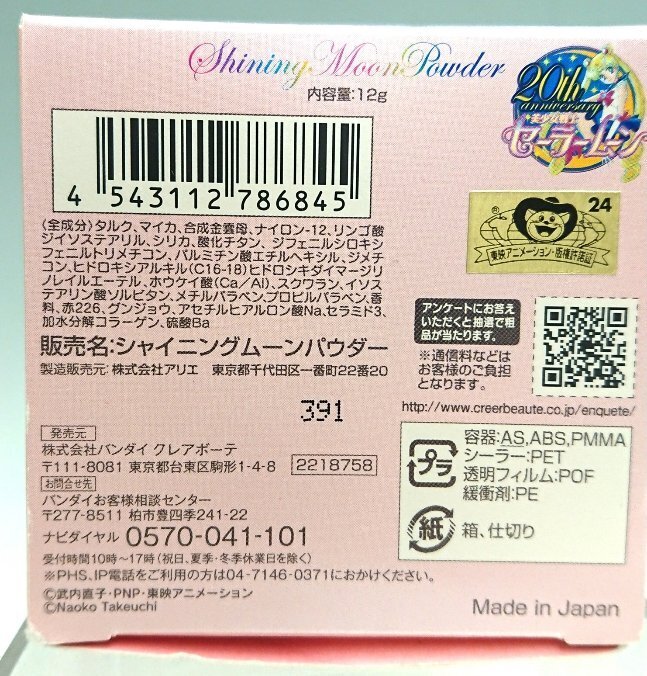 Shining Moon Powder
内容量:12g
20th
anniversary
美少女戦士
セーラームーン
4 543112 786845
24
東映アニメーション・版権許諾証
(全成分)タルク、マイカ、合成金雲母、ナイロン-12、リンゴ酸
ジイソステアリル、シリカ、酸化チタン、ジフェニルシロキシ
フェニルトリメチコン、パルミチン酸エチルヘキシル、ジメチ
コン、ヒドロキシアルキル(C16-18)ヒドロシキダイマージリ
ノレイルエーテル、ホウケイ酸(Ca/Al)、スクワラン、イソス
テアリン酸ソルビタン、メチルパラベン、プロピルパラベン、香
料、赤226、グンジョウ、アセチルヒアルロン酸Na、セラミド3、
加水分解コラーゲン、硫酸Ba
販売名:シャイニングムーンパウダー
製造販売元: 株式会社アリエ 東京都千代田区一番町22番20
アンケートにお答え
いただくと抽選で粗
品が当たります。
※通信料などは
お客様のご負担
となります。
http://www.creerbeaute.co.jp/enquete/
391
発売元
株式会社バンダイ クレアボーテ
〒111-8081 東京都台東区駒形1-4-8 2218758
お問合せ先
バンダイお客様相談センター
〒277-8511 柏市豊四季241-22
ナビダイヤル 0570-041-101
受付時間10時~17時(祝日、夏季・冬季休業日を除く)
※PHS、IP電話をご利用の方は04-7146-0371におかけください。
©武内直子・PNP・東映アニメーション
©Naoko Takeuchi
プラ
容器:AS,ABS,PMMA
シーラー:PET
透明フィルム:POF
緩衝剤:PE
紙
箱、仕切り
Made in Japan